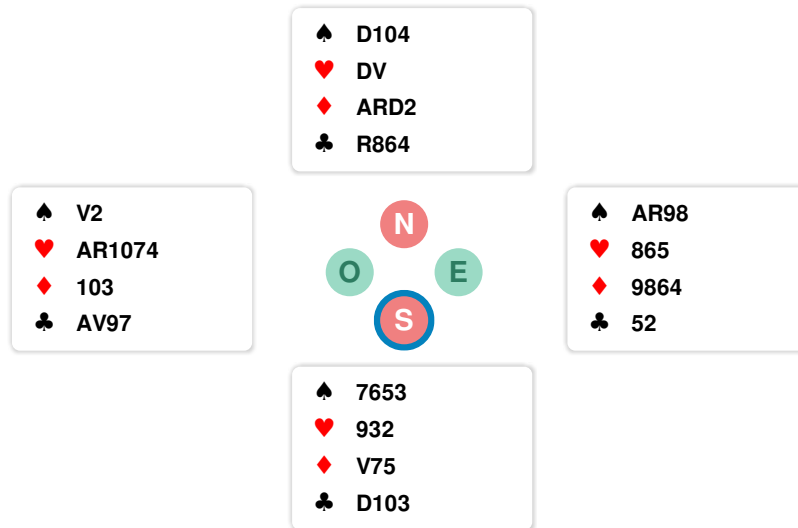 ♠ D104
♥ DV
♦ ARD2
♣ R864
♠ V2
♥ AR1074
♦ 103
♣ AV97
N
O E
S
♠ AR98
♥ 865
♦ 9864
♣ 52
♠ 7653
♥ 932
♦ V75
♣ D103